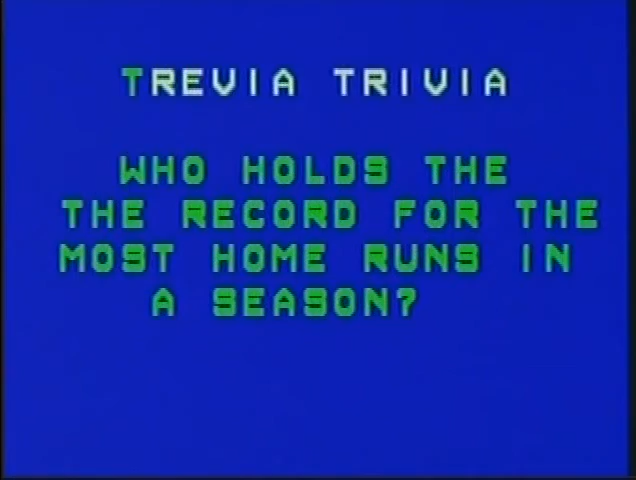 TREVIA TRIVIA
WHO HOLDS THE
THE RECORD FOR THE
MOST HOME RUNS IN
A SEASON?